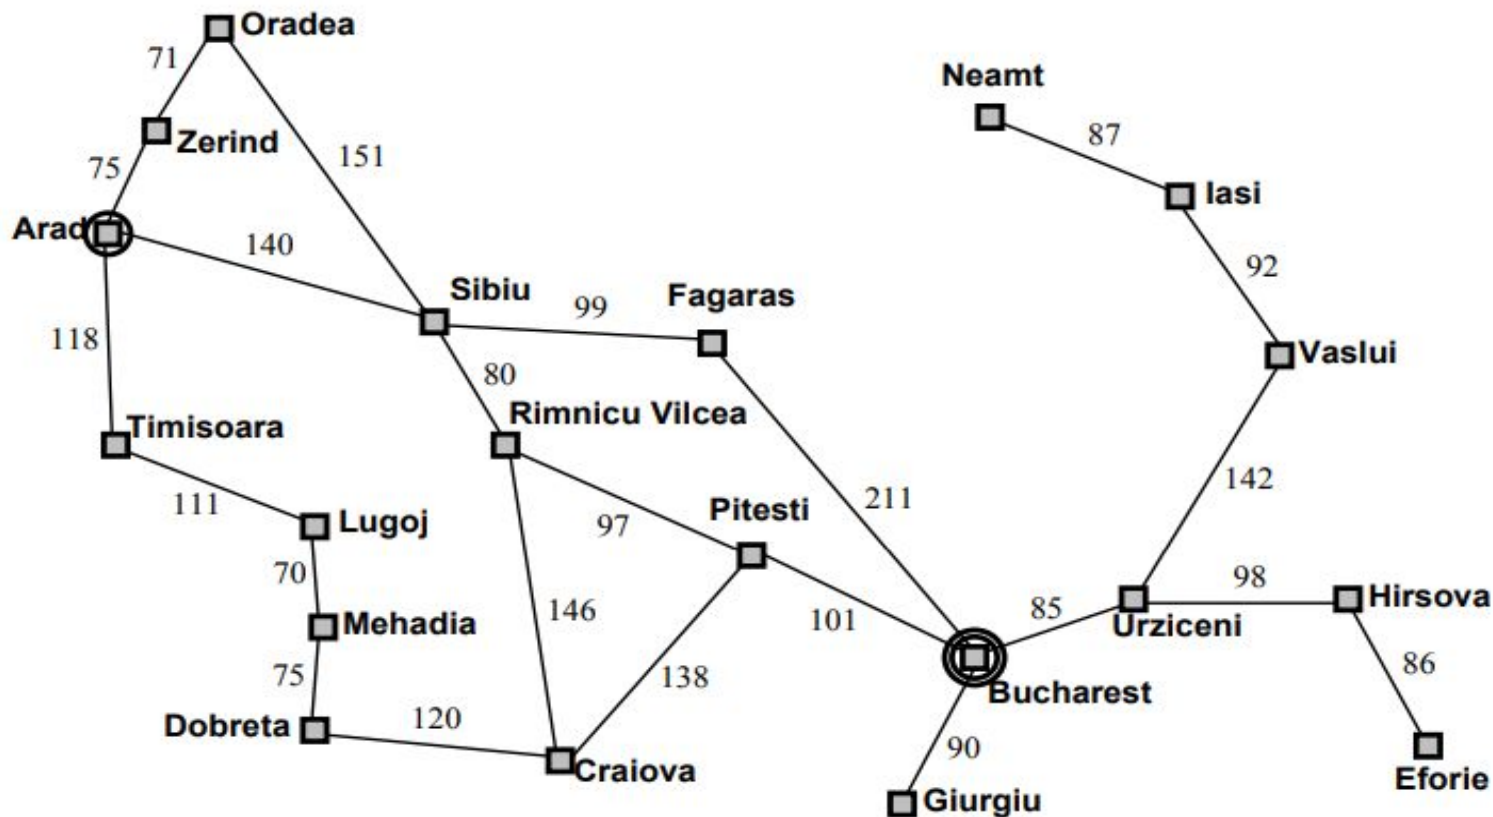 Oradea
71
Neamt
87
Zerind
151
75
Iasi
Arad
140
92
Sibiu
Fagaras
99
118
Vaslui
80
Rimnicu Vilcea
Timisoara
142
211
111
Pitesti
Lugoj
97
70
98
Hirsova
146
85
101
Mehadia
Urziceni
86
75
138
Bucharest
Dobreta
120
90
Craiova
Eforie
Giurgiu